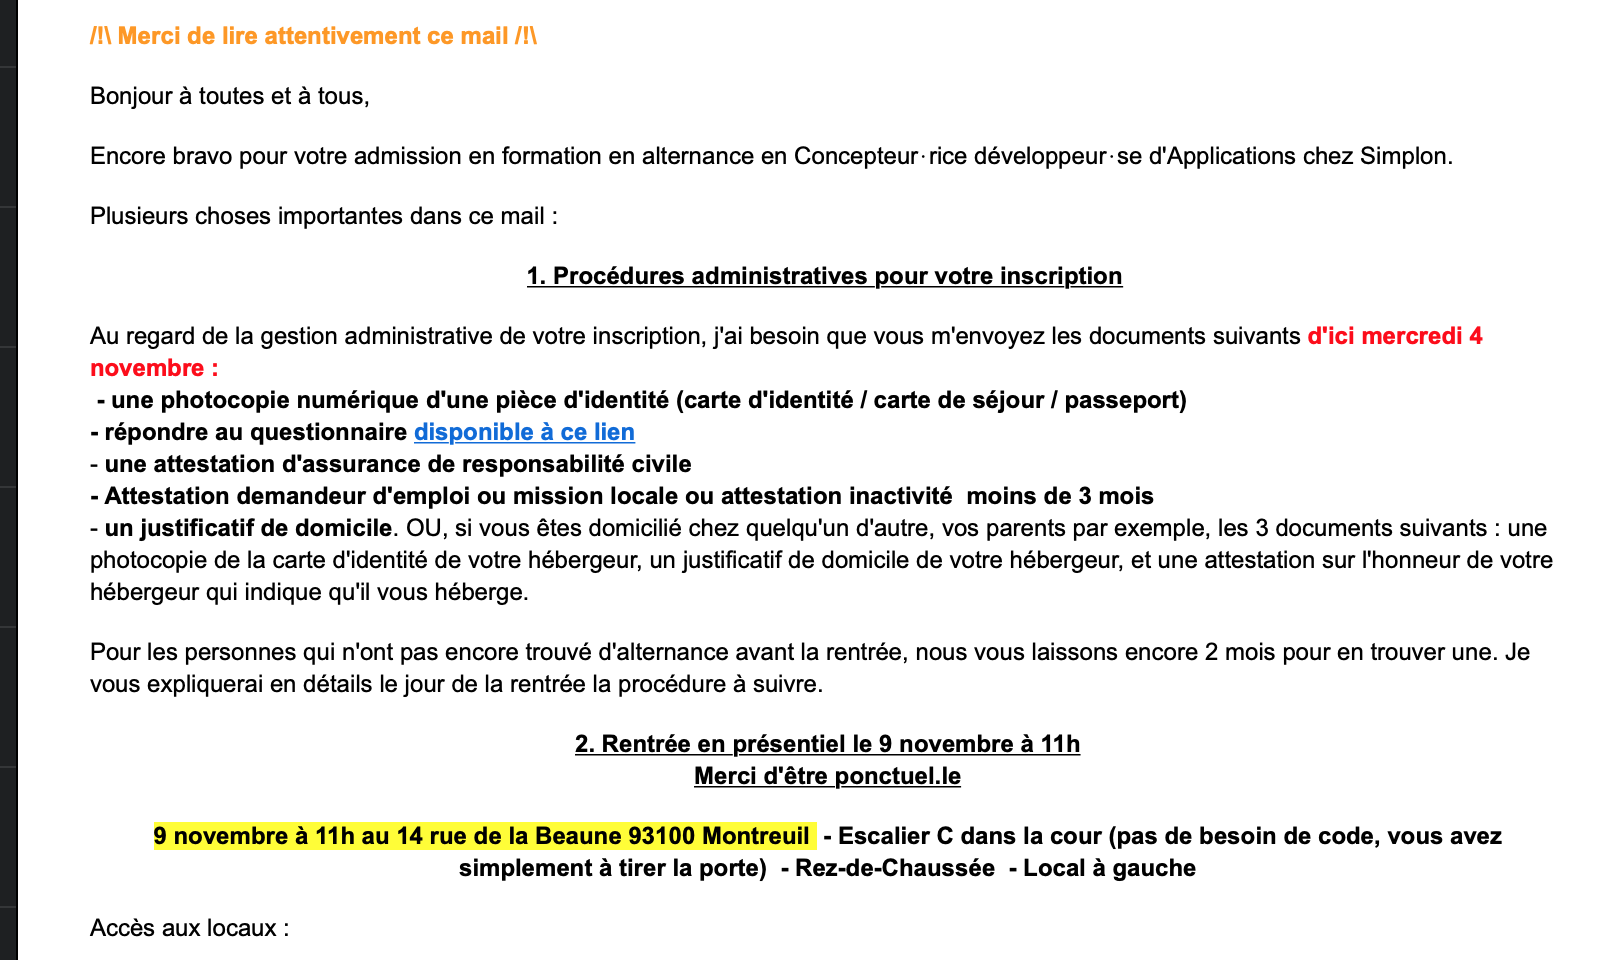 /!\ Merci de lire attentivement ce mail /!\
Bonjour à toutes et à tous,
Encore bravo pour votre admission en formation en alternance en Concepteur·rice développeur·se d'Applications chez Simplon.
Plusieurs choses importantes dans ce mail :
1. Procédures administratives pour votre inscription
Au regard de la gestion administrative de votre inscription, j'ai besoin que vous m'envoyez les documents suivants d'ici mercredi 4
novembre :
- une photocopie numérique d'une pièce d'identité (carte d'identité / carte de séjour / passeport)
- répondre au questionnaire disponible à ce lien
- une attestation d'assurance de responsabilité civile
- Attestation demandeur d'emploi ou mission locale ou attestation inactivité  moins de 3 mois
- un justificatif de domicile. OU, si vous êtes domicilié chez quelqu'un d'autre, vos parents par exemple, les 3 documents suivants : une
photocopie de la carte d'identité de votre hébergeur, un justificatif de domicile de votre hébergeur, et une attestation sur l'honneur de votre
hébergeur qui indique qu'il vous héberge.
Pour les personnes qui n'ont pas encore trouvé d'alternance avant la rentrée, nous vous laissons encore 2 mois pour en trouver une. Je
vous expliquerai en détails le jour de la rentrée la procédure à suivre.
2. Rentrée en présentiel le 9 novembre à 11h
Merci d'être ponctuel.le
9 novembre à 11h au 14 rue de la Beaune 93100 Montreuil  - Escalier C dans la cour (pas de besoin de code, vous avez
simplement à tirer la porte)  - Rez-de-Chaussée  - Local à gauche
Accès aux locaux :